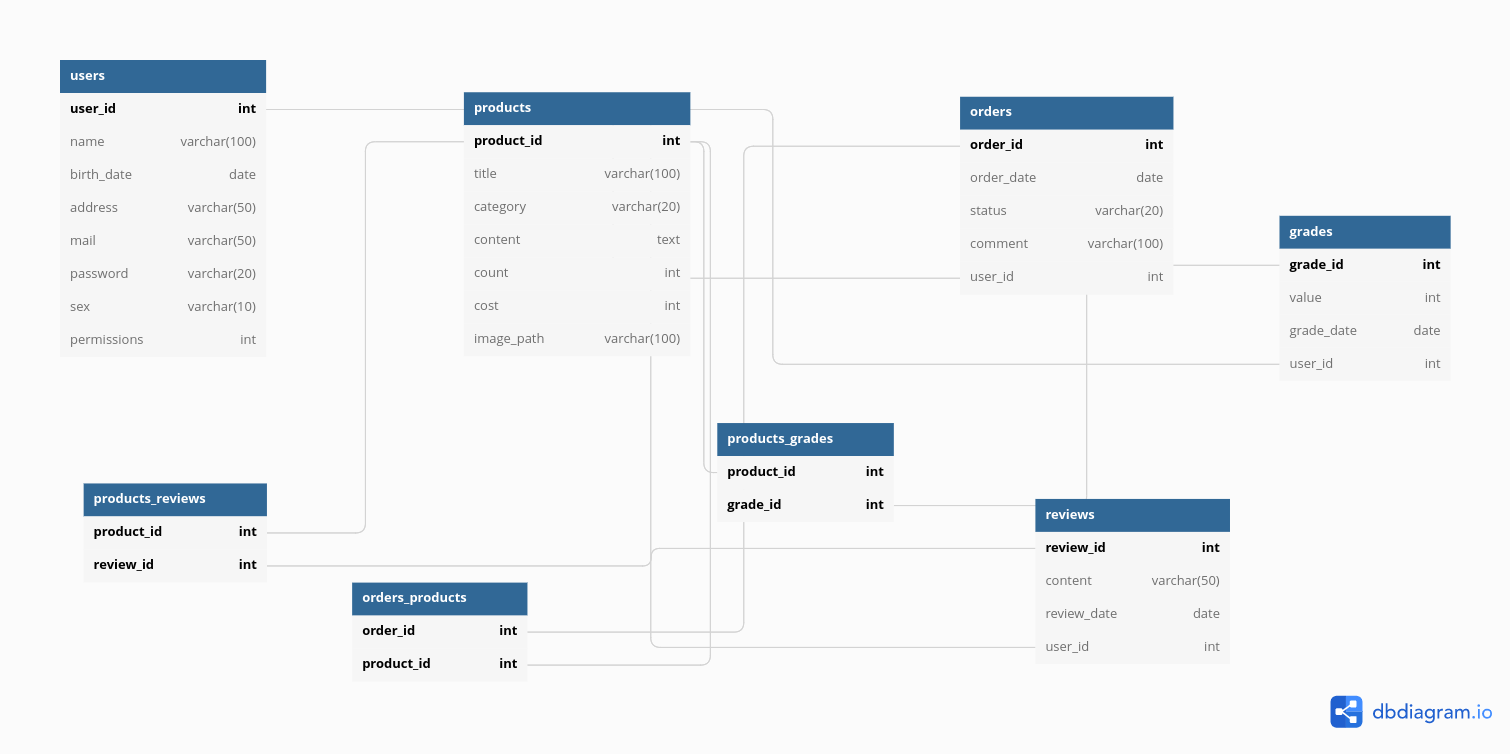 users
user_id int
name varchar(100)
birth_date date
address varchar(50)
mail varchar(50)
password varchar(20)
sex varchar(10)
permissions int
products
product_id int
title varchar(100)
category varchar(20)
content text
count int
cost int
image_path varchar(100)
orders
order_id int
order_date date
status varchar(20)
comment varchar(100)
user_id int
grades
grade_id int
value int
grade_date date
user_id int
products_grades
product_id int
grade_id int
products_reviews
product_id int
review_id int
reviews
review_id int
content varchar(50)
review_date date
user_id int
orders_products
order_id int
product_id int
dbdiagram.io